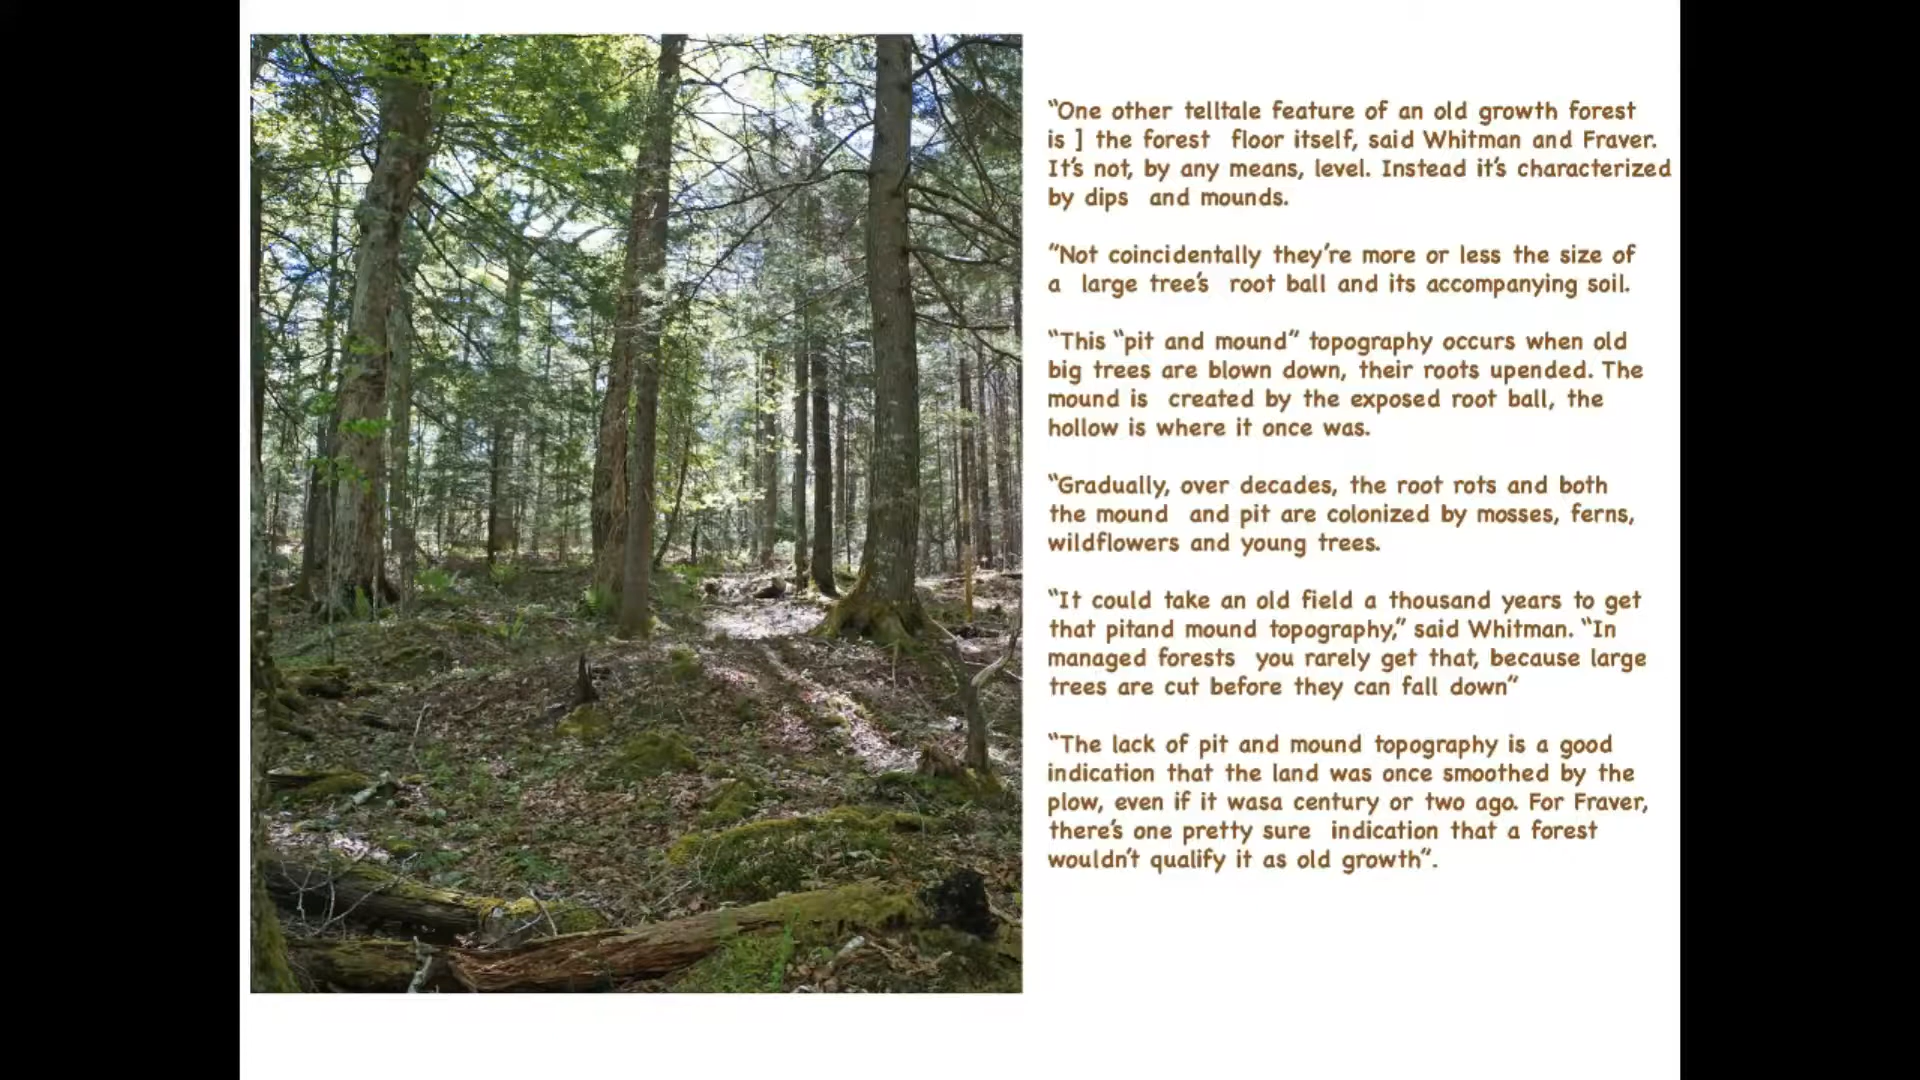 “One other telltale feature of an old growth forest
is ] the forest  floor itself, said Whitman and Fraver.
It’s not, by any means, level. Instead it’s characterized
by dips  and mounds.
“Not coincidentally they’re more or less the size of
a  large tree’s  root ball and its accompanying soil.
“This “pit and mound” topography occurs when old
big trees are blown down, their roots upended. The
mound is  created by the exposed root ball, the
hollow is where it once was.
“Gradually, over decades, the root rots and both
the mound  and pit are colonized by mosses, ferns,
wildflowers and young trees.
“It could take an old field a thousand years to get
that pitand mound topography,” said Whitman. “In
managed forests  you rarely get that, because large
trees are cut before they can fall down”
“The lack of pit and mound topography is a good
indication that the land was once smoothed by the
plow, even if it wasa century or two ago. For Fraver,
there’s one pretty sure  indication that a forest
wouldn’t qualify it as old growth”.